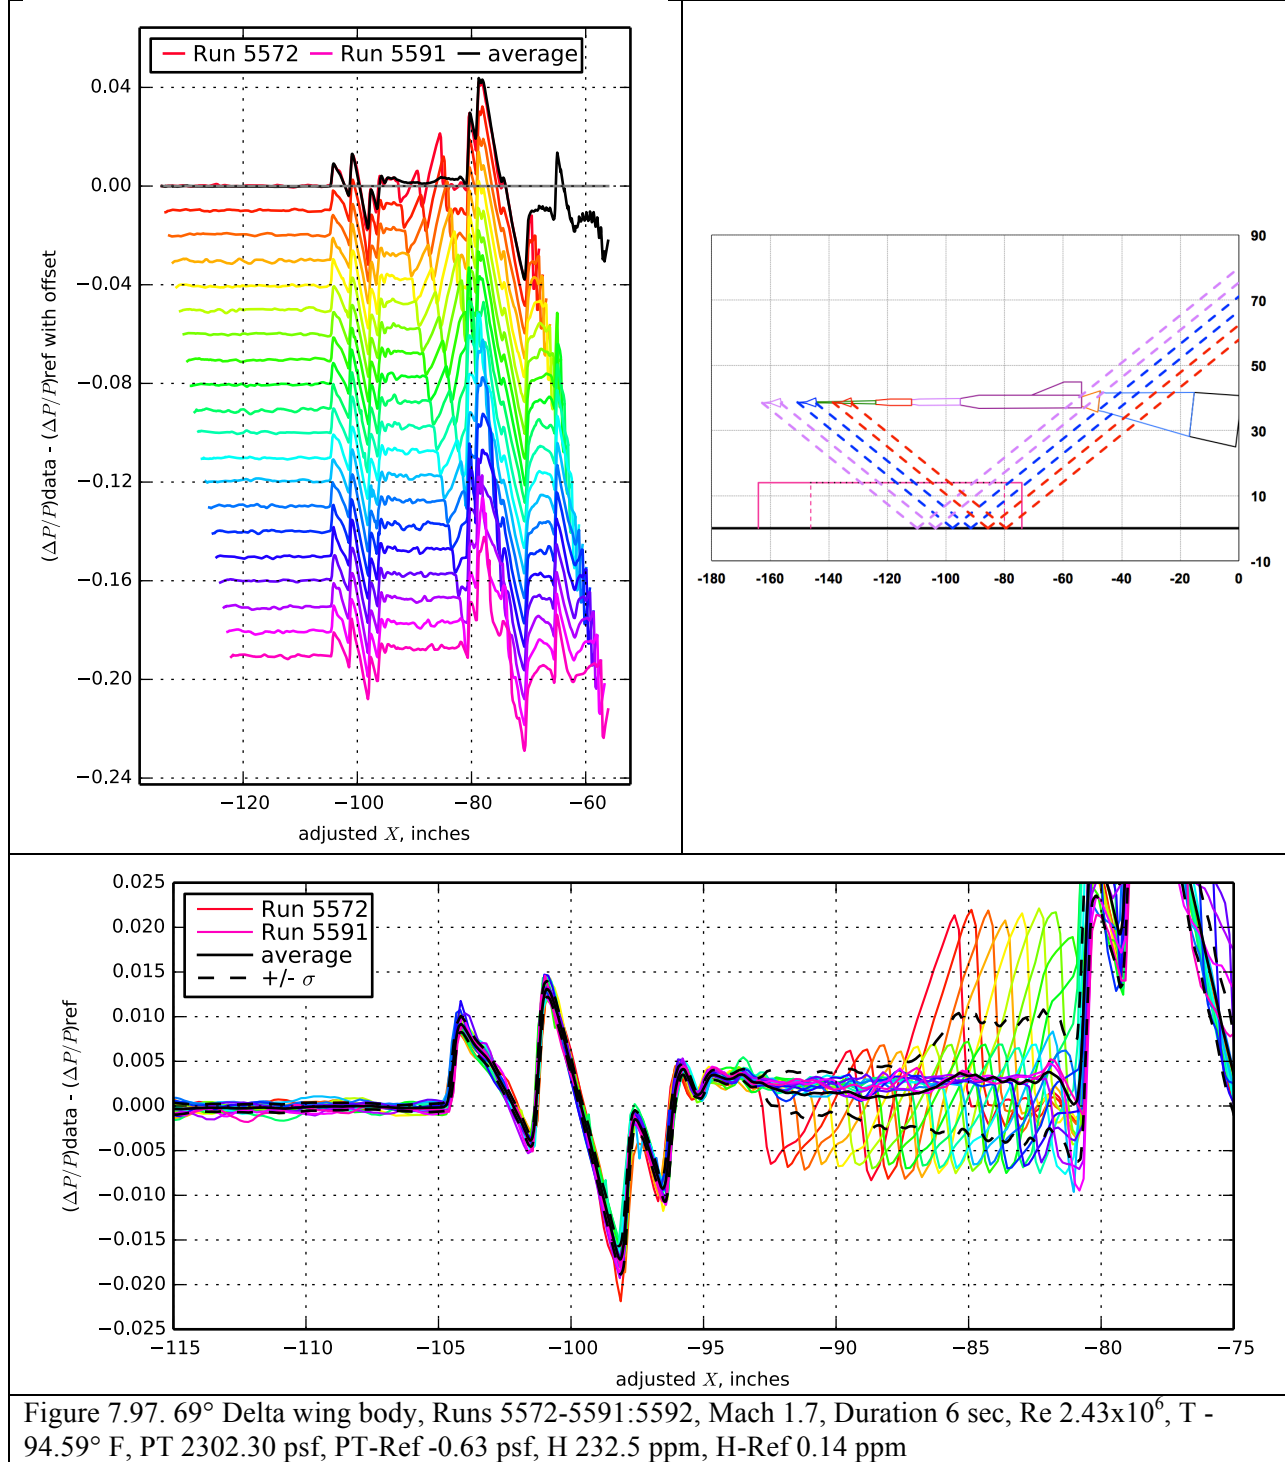 Run 5572 Run 5591 average
0.04
0.00
−0.04
−0.08
−0.12
−0.16
−0.20
−0.24
(ΔP/P)data - (ΔP/P)ref with offset
−120 −100 −80 −60
adjusted X, inches
90
70
50
30
10
-10
-180 -160 -140 -120 -100 -80 -60 -40 -20 0
0.025
0.020
0.015
0.010
0.005
0.000
−0.005
−0.010
−0.015
−0.020
−0.025
(ΔP/P)data - (ΔP/P)ref
Run 5572
Run 5591
average
+/- σ
−115 −110 −105 −100 −95 −90 −85 −80 −75
adjusted X, inches
Figure 7.97. 69° Delta wing body, Runs 5572-5591:5592, Mach 1.7, Duration 6 sec, Re 2.43x10⁶, T -
94.59° F, PT 2302.30 psf, PT-Ref -0.63 psf, H 232.5 ppm, H-Ref 0.14 ppm